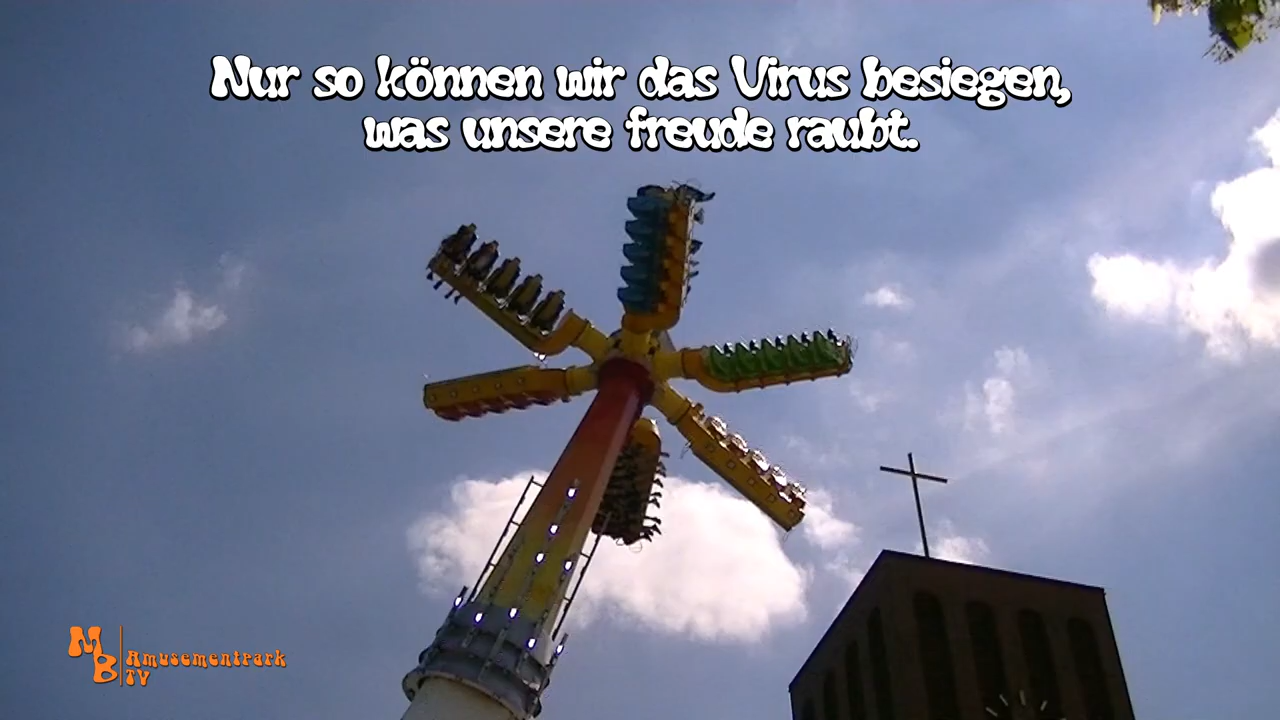 Nur so können wir das Virus besiegen,
was unsere freude raubt.
MB Amusementpark
TV